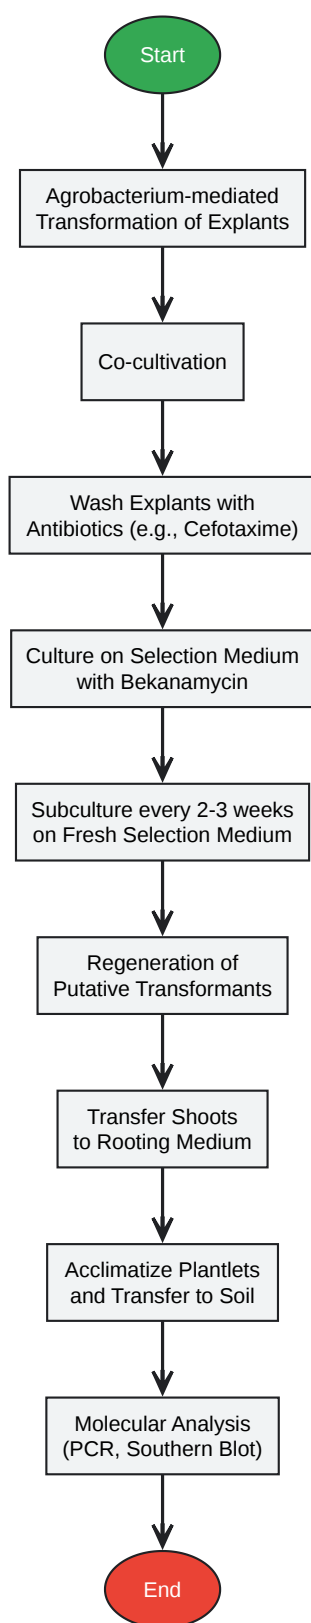 Start
Agrobacterium-mediated
Transformation of Explants
Co-cultivation
Wash Explants with
Antibiotics (e.g., Cefotaxime)
Culture on Selection Medium
with Bekanamycin
Subculture every 2-3 weeks
on Fresh Selection Medium
Regeneration of
Putative Transformants
Transfer Shoots
to Rooting Medium
Acclimatize Plantlets
and Transfer to Soil
Molecular Analysis
(PCR, Southern Blot)
End